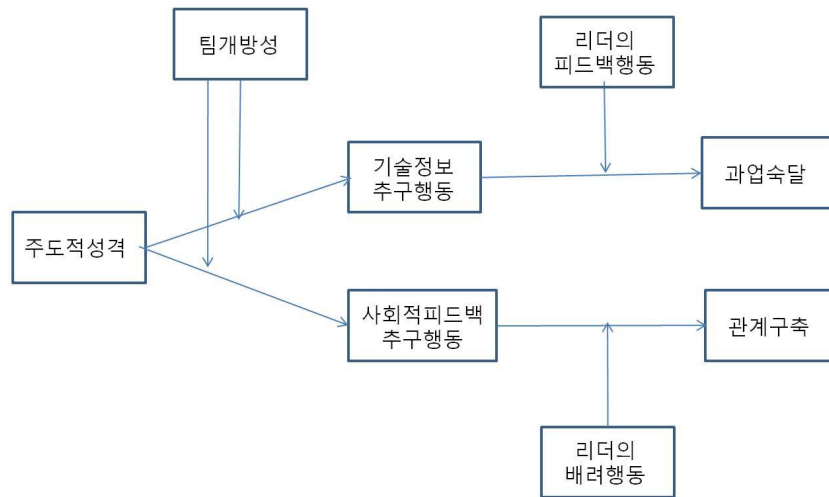 팀개방성
리더의
피드백행동
기술정보
추구행동
과업숙달
주도적성격
사회적피드백
추구행동
관계구축
리더의
배려행동